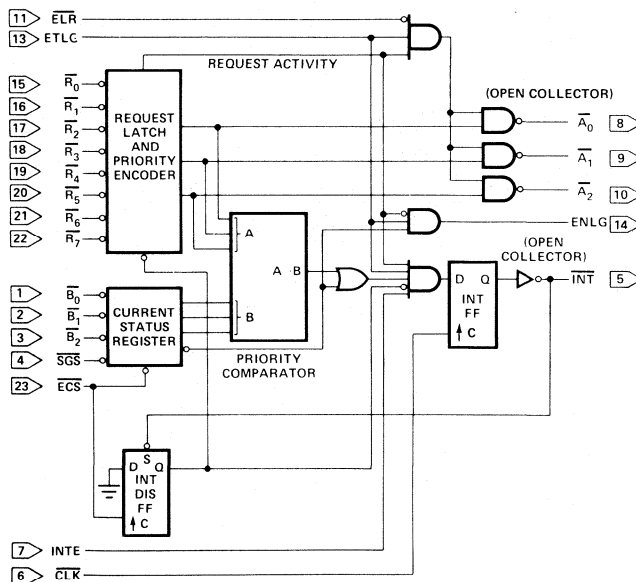 11 ELR
13 ETLG
REQUEST ACTIVITY
15 R0
16 R1
17 R2
18 R3
19 R4
20 R5
21 R6
22 R7
REQUEST
LATCH
AND
PRIORITY
ENCODER
(OPEN COLLECTOR)
A0 8
A1 9
A2 10
ENLG 14
A
A B
B
PRIORITY
COMPARATOR
(OPEN
COLLECTOR)
D Q
INT
FF
C
INT 5
1 B0
2 B1
3 B2
4 SGS
23 ECS
CURRENT
STATUS
REGISTER
S
D Q
INT
DIS
FF
C
7 INTE
6 CLK